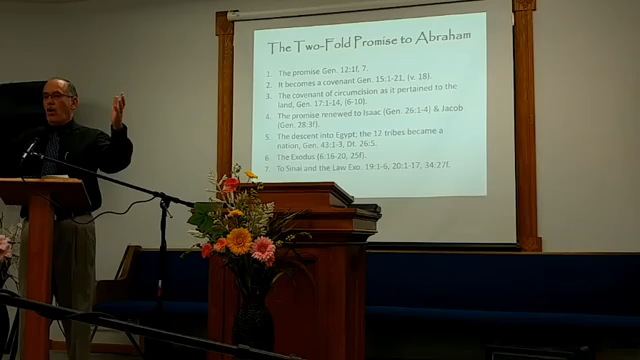 The Two-Fold Promise to Abraham
1. The promise Gen. 12:1f, 7.
2. It becomes a covenant Gen. 15:1-21, (v. 18).
3. The covenant of circumcision as it pertained to the
land, Gen. 17:1-14, (6-10).
4. The promise renewed to Isaac (Gen. 26:1-4) & Jacob
(Gen. 28:3f).
5. The descent into Egypt; the 12 tribes became a
nation, Gen. 43:1-3, Dt. 26:5.
6. The Exodus (6:16-20, 25f).
7. To Sinai and the Law Exo. 19:1-6, 20:1-17, 34:27f.